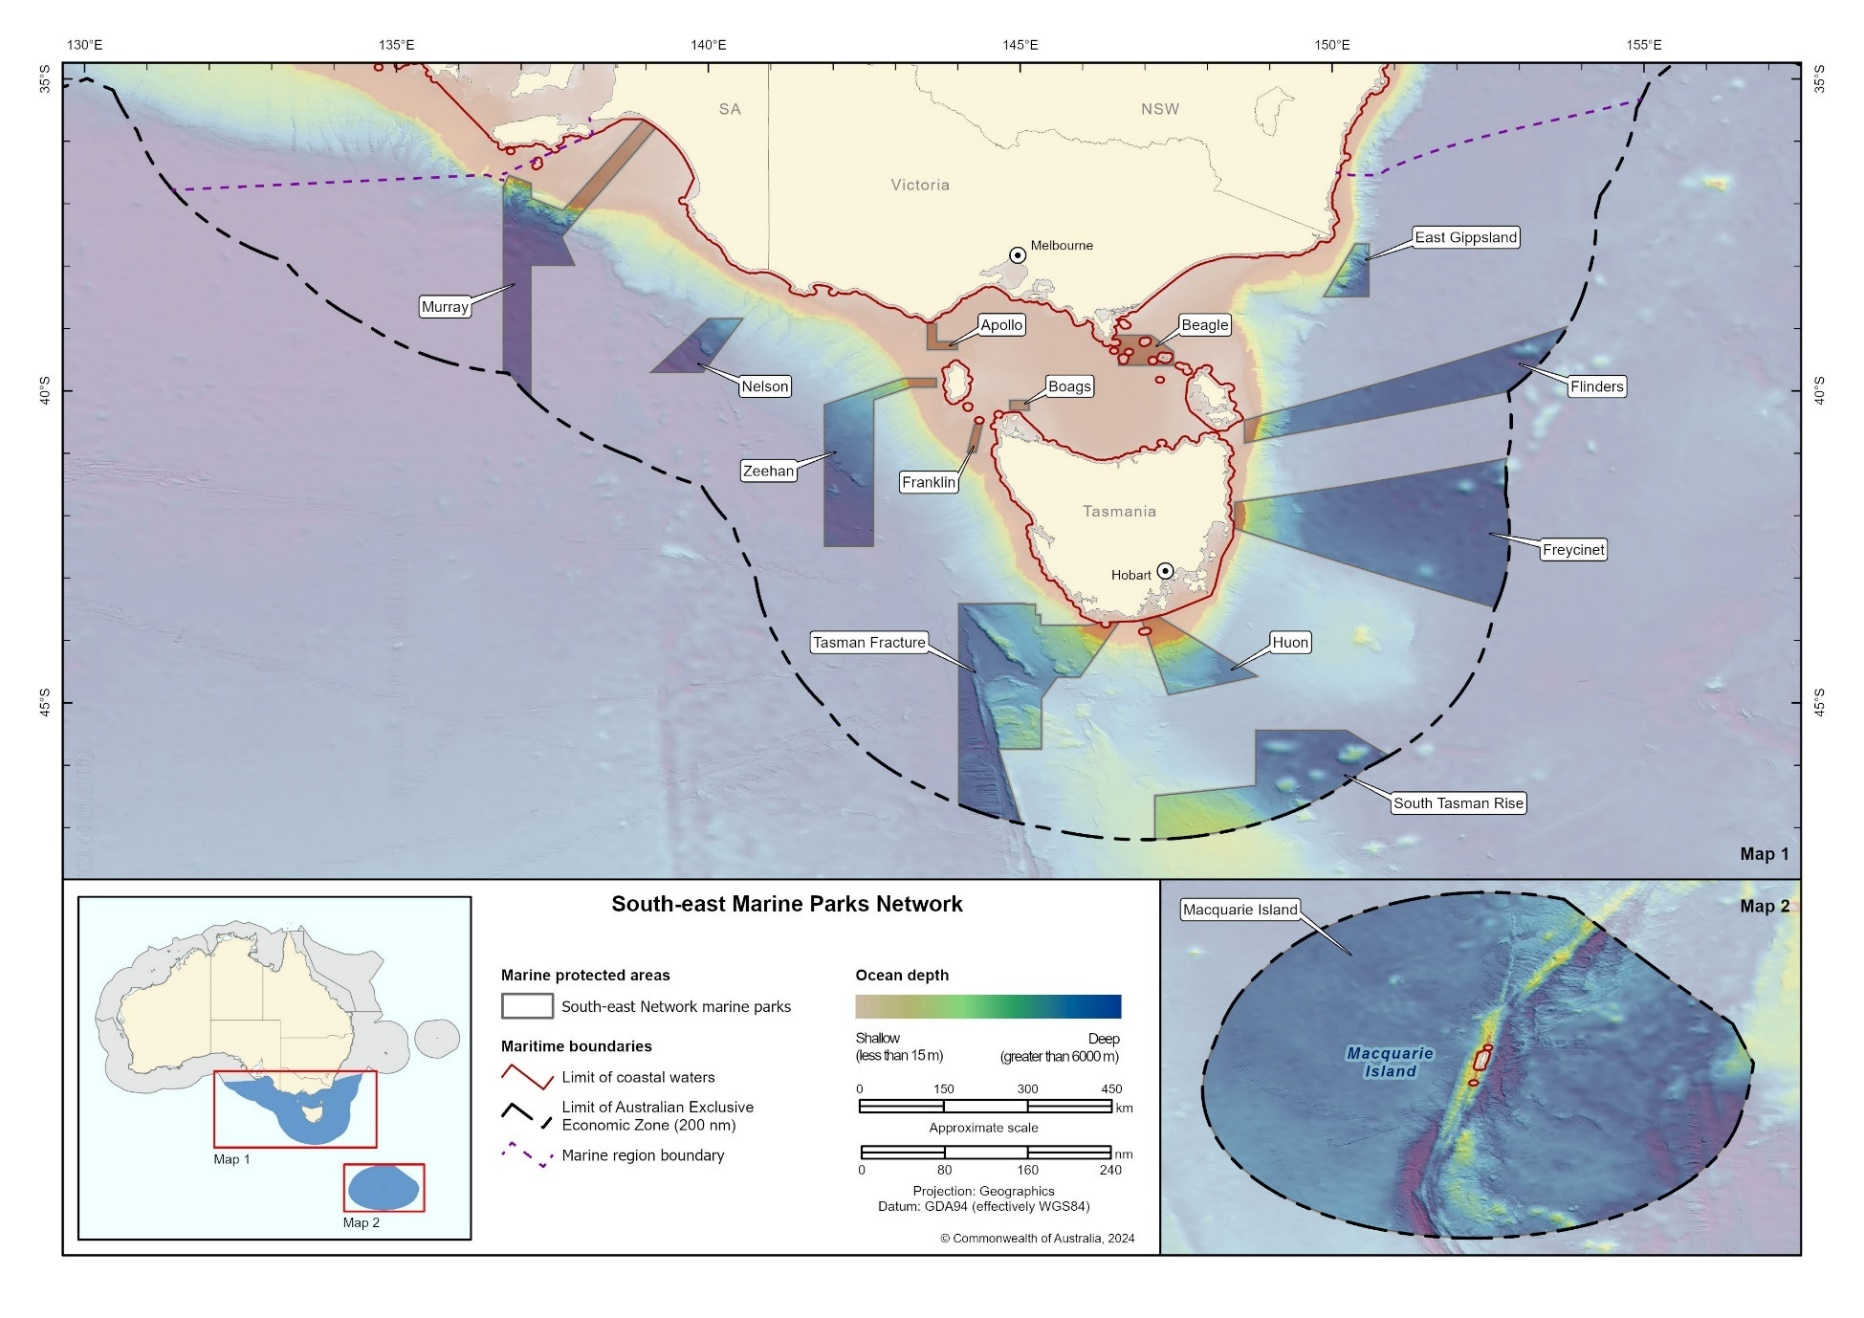 130°E 135°E 140°E 145°E 150°E 155°E
35°S 35°S
SA NSW
Victoria
Melbourne
East Gippsland
Murray
Apollo Beagle
Nelson Boags Flinders
40°S 40°S
Zeehan
Franklin
Tasmania
Freycinet
Hobart
Tasman Fracture Huon
45°S 45°S
South Tasman Rise
Map 1
South-east Marine Parks Network
Marine protected areas
South-east Network marine parks
Maritime boundaries
Limit of coastal waters
Limit of Australian Exclusive
Economic Zone (200 nm)
Marine region boundary
Ocean depth
Shallow Deep
(less than 15 m) (greater than 6000 m)
0 150 300 450
km
Approximate scale
nm
0 80 160 240
Projection: Geographics
Datum: GDA94 (effectively WGS84)
© Commonwealth of Australia, 2024
Map 1
Map 2
Map 2
Macquarie Island
Macquarie
Island